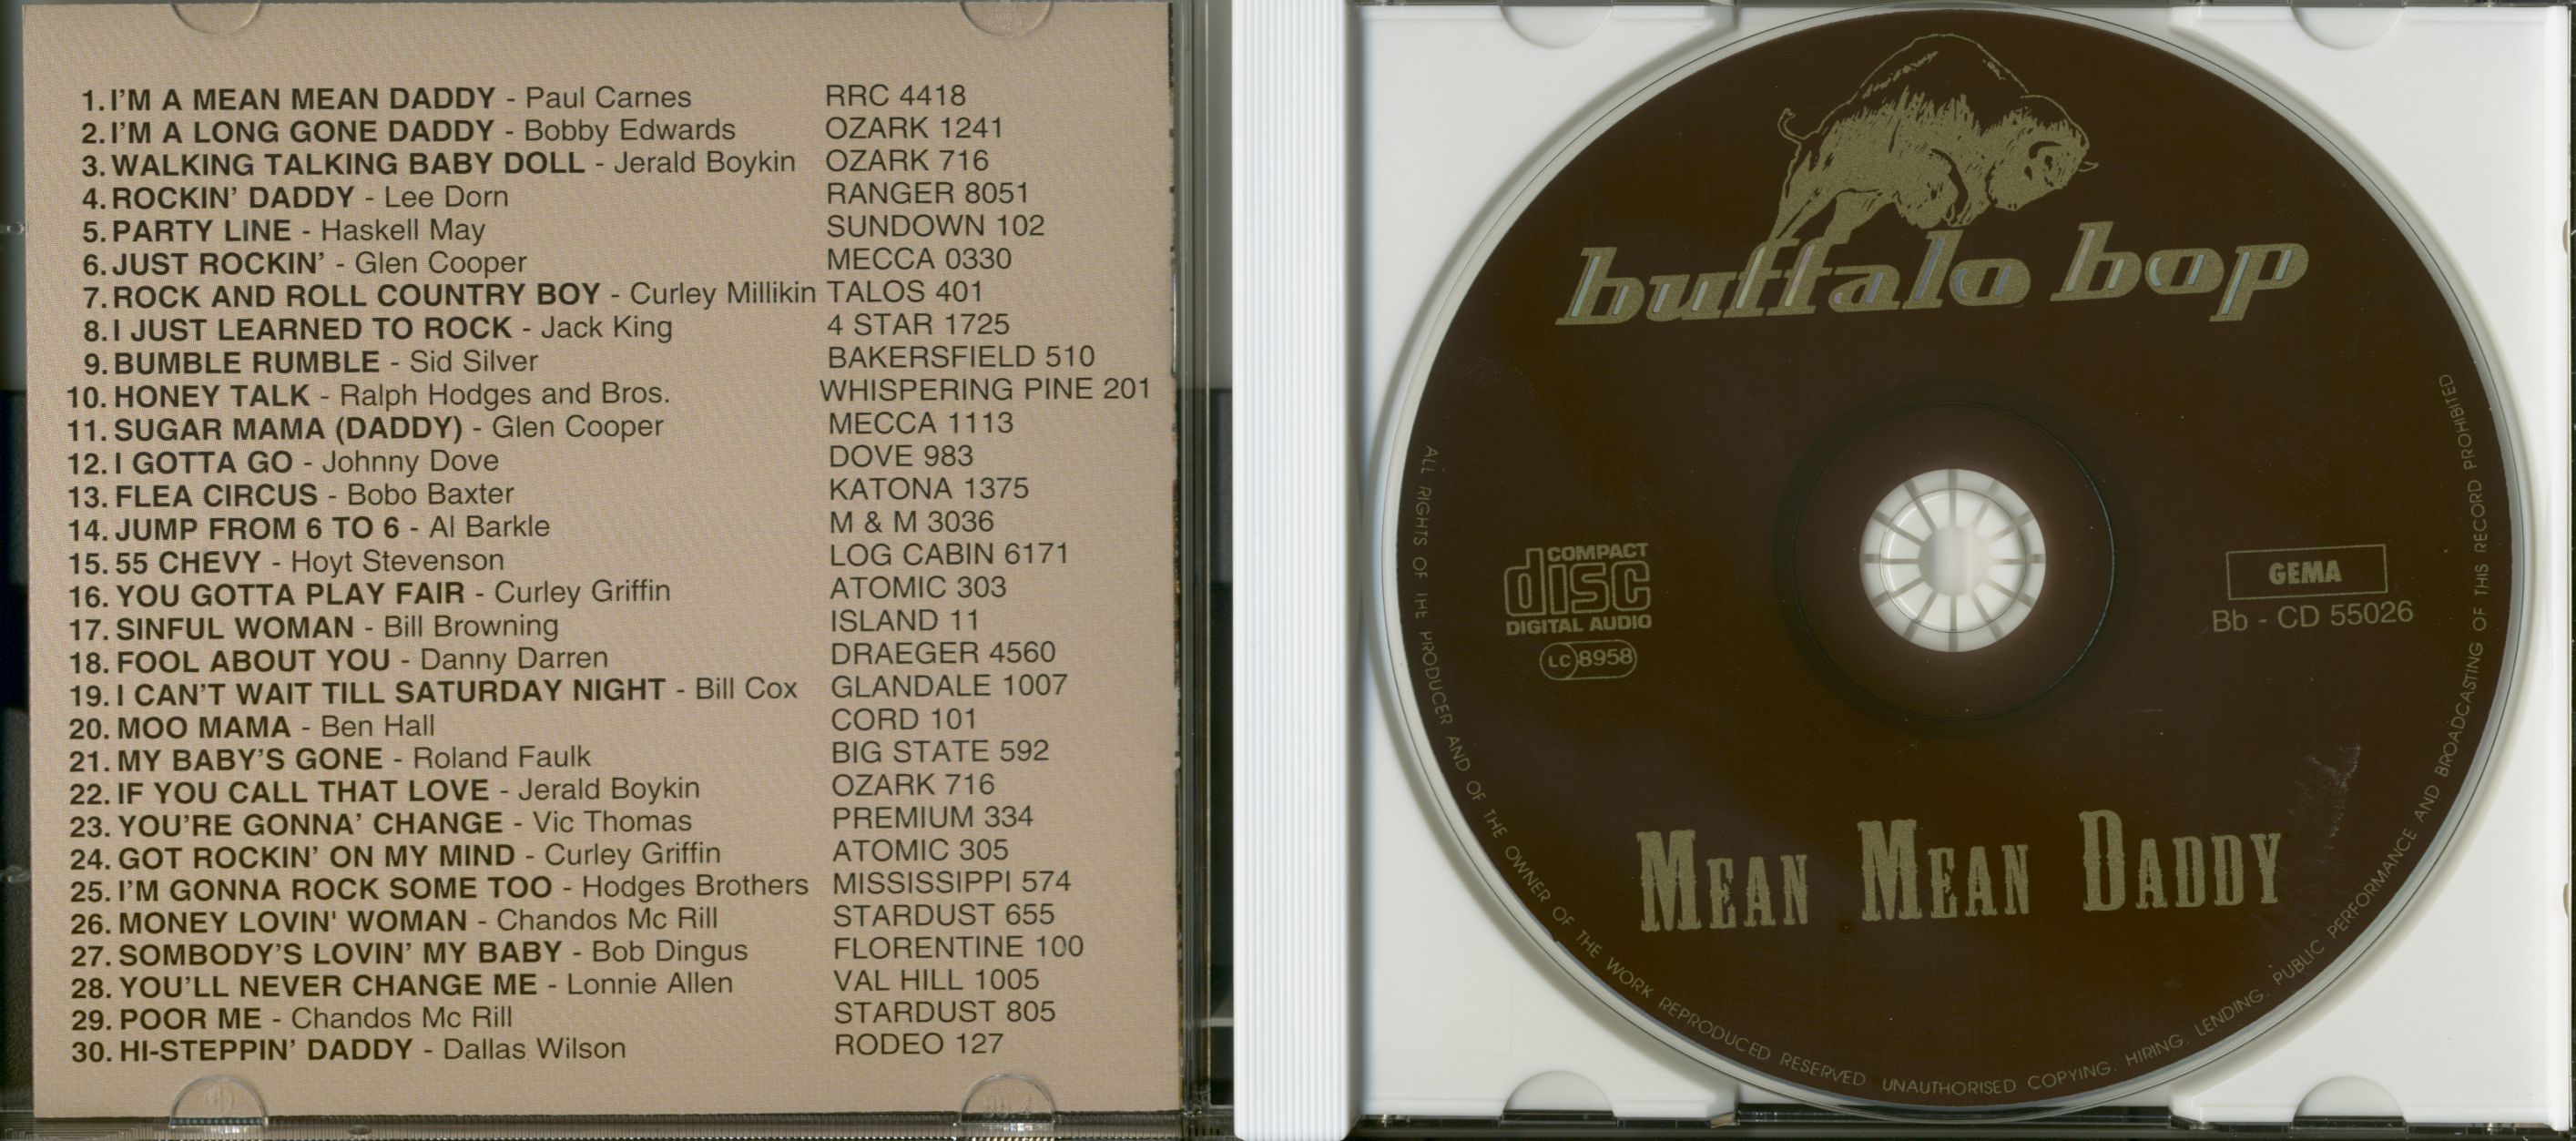 1. I'M A MEAN MEAN DADDY - Paul Carnes RRC 4418
2. I'M A LONG GONE DADDY - Bobby Edwards OZARK 1241
3. WALKING TALKING BABY DOLL - Jerald Boykin OZARK 716
4. ROCKIN' DADDY - Lee Dorn RANGER 8051
5. PARTY LINE - Haskell May SUNDOWN 102
6. JUST ROCKIN' - Glen Cooper MECCA 0330
7. ROCK AND ROLL COUNTRY BOY - Curley Millikin TALOS 401
8. I JUST LEARNED TO ROCK - Jack King 4 STAR 1725
9. BUMBLE RUMBLE - Sid Silver BAKERSFIELD 510
10. HONEY TALK - Ralph Hodges and Bros. WHISPERING PINE 201
11. SUGAR MAMA (DADDY) - Glen Cooper MECCA 1113
12. I GOTTA GO - Johnny Dove DOVE 983
13. FLEA CIRCUS - Bobo Baxter KATONA 1375
14. JUMP FROM 6 TO 6 - Al Barkle M & M 3036
15. 55 CHEVY - Hoyt Stevenson LOG CABIN 6171
16. YOU GOTTA PLAY FAIR - Curley Griffin ATOMIC 303
17. SINFUL WOMAN - Bill Browning ISLAND 11
18. FOOL ABOUT YOU - Danny Darren DRAEGER 4560
19. I CAN'T WAIT TILL SATURDAY NIGHT - Bill Cox GLANDALE 1007
20. MOO MAMA - Ben Hall CORD 101
21. MY BABY'S GONE - Roland Faulk BIG STATE 592
22. IF YOU CALL THAT LOVE - Jerald Boykin OZARK 716
23. YOU'RE GONNA' CHANGE - Vic Thomas PREMIUM 334
24. GOT ROCKIN' ON MY MIND - Curley Griffin ATOMIC 305
25. I'M GONNA ROCK SOME TOO - Hodges Brothers MISSISSIPPI 574
26. MONEY LOVIN' WOMAN - Chandos Mc Rill STARDUST 655
27. SOMBODY'S LOVIN' MY BABY - Bob Dingus FLORENTINE 100
28. YOU'LL NEVER CHANGE ME - Lonnie Allen VAL HILL 1005
29. POOR ME - Chandos Mc Rill STARDUST 805
30. HI-STEPPIN' DADDY - Dallas Wilson RODEO 127
buffalo bop
COMPACT
disc
DIGITAL AUDIO
LC 8958
GEMA
Bb - CD 55026
MEAN MEAN DADDY
ALL RIGHTS OF THE PRODUCER AND OF THE OWNER OF THE WORK REPRODUCED RESERVED UNAUTHORISED COPYING. HIRING. LENDING. PUBLIC PERFORMANCE AND BROADCASTING OF THIS RECORD PROHIBITED